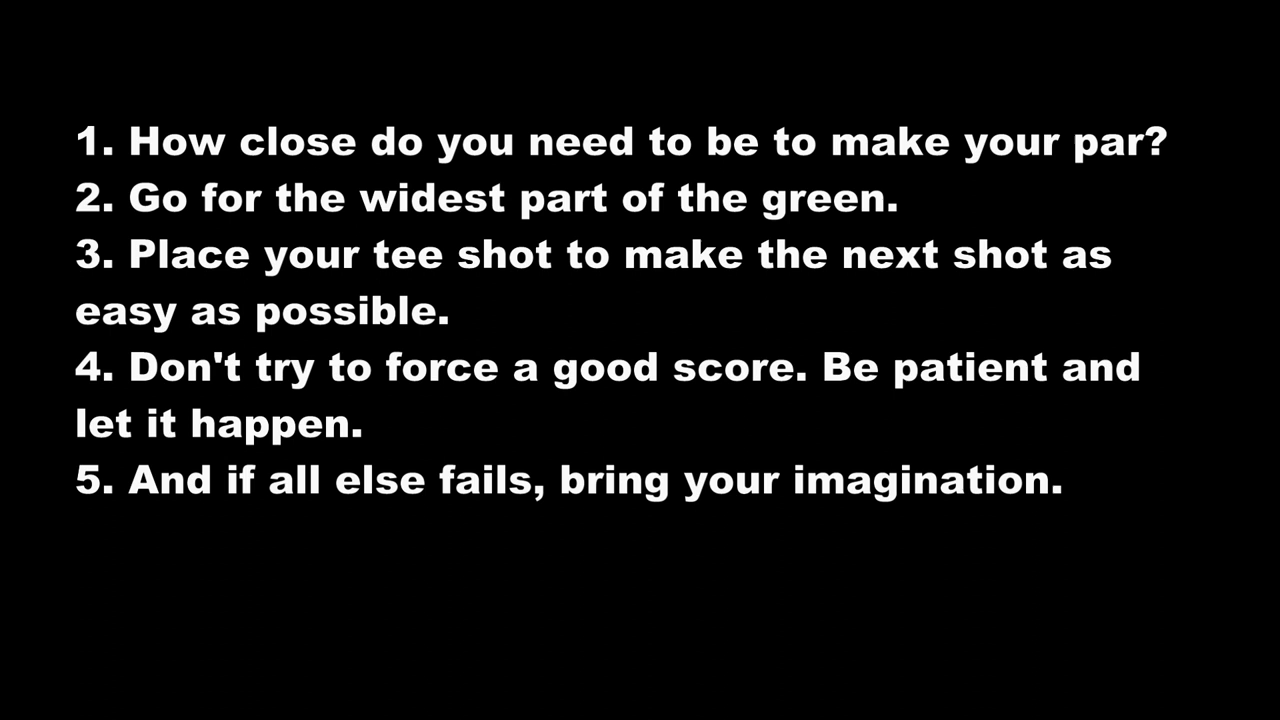 1. How close do you need to be to make your par?
2. Go for the widest part of the green.
3. Place your tee shot to make the next shot as
easy as possible.
4. Don't try to force a good score. Be patient and
let it happen.
5. And if all else fails, bring your imagination.